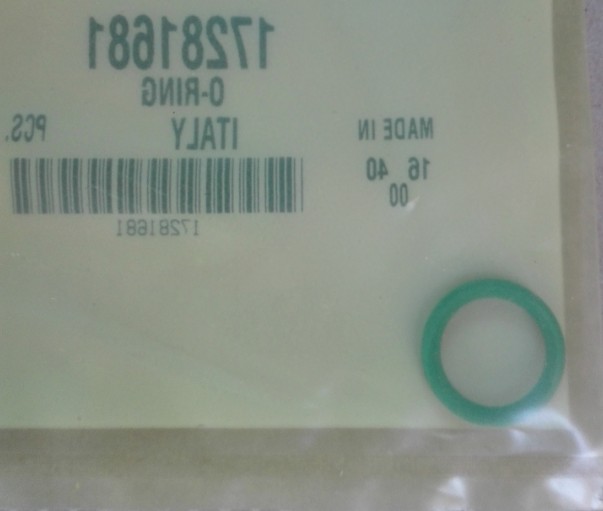 17281681
O-RING
MADE IN ITALY PCS.
16 40
00
17281681